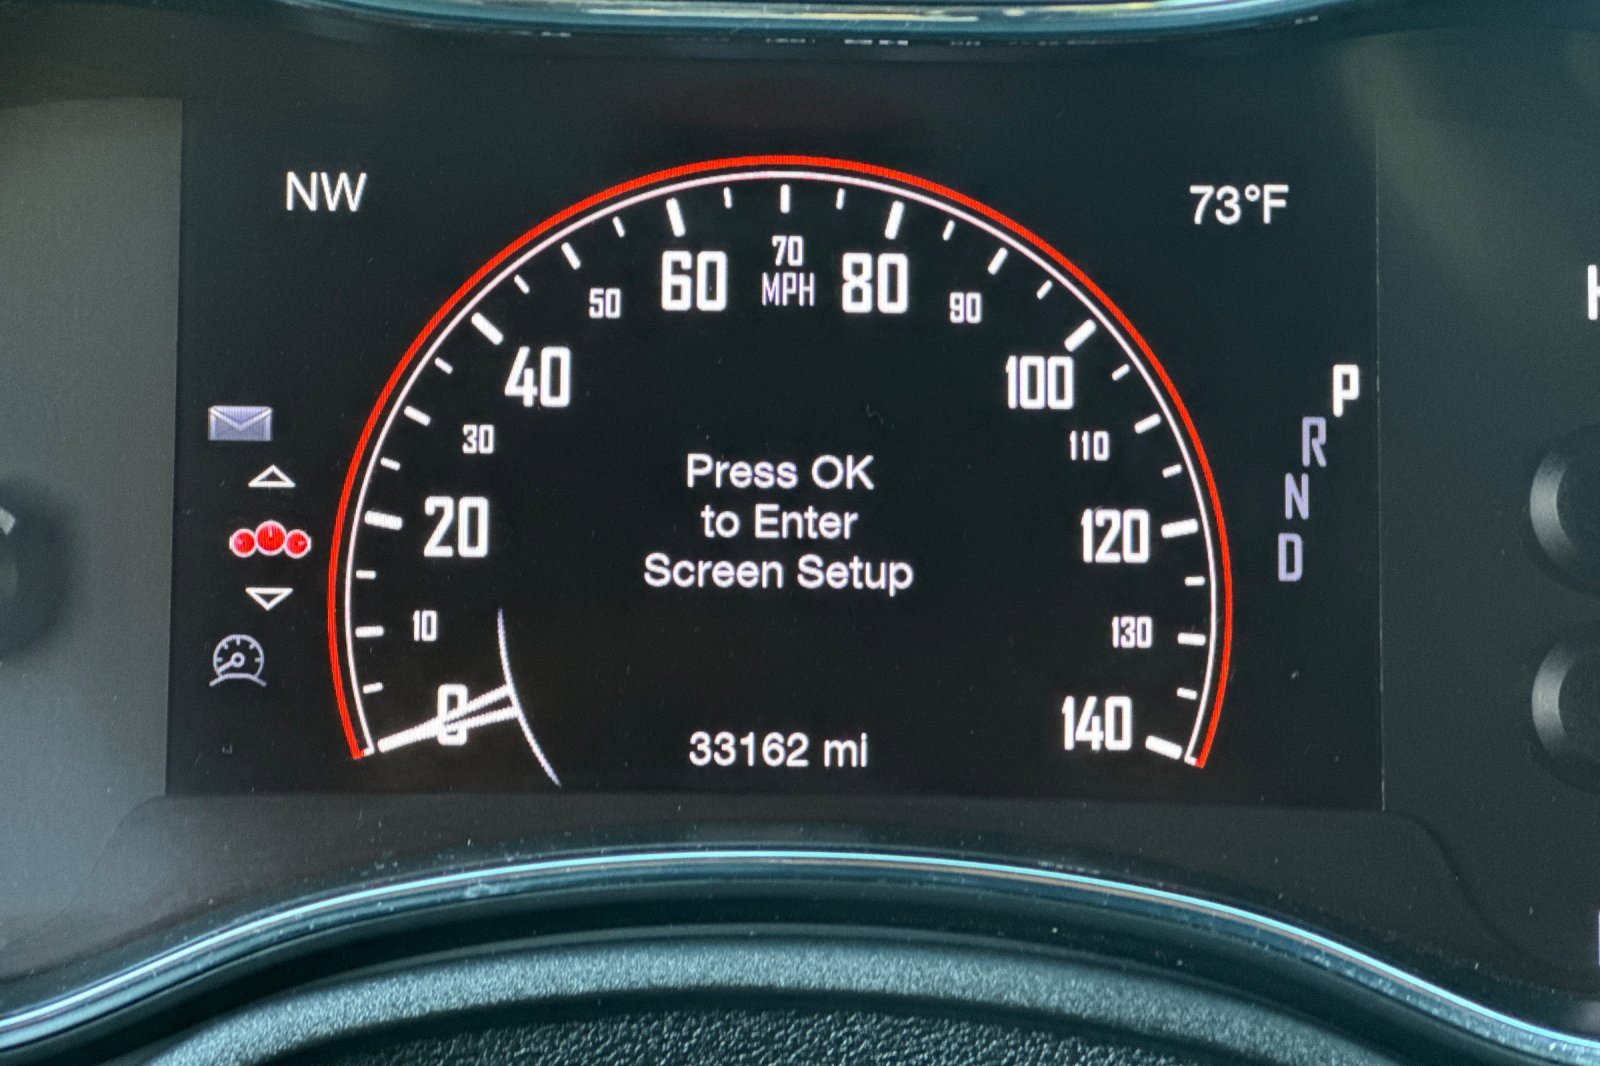 NW
73°F
60
70
MPH
80
50
90
40
100
30
110
20
120
10
130
0
140
P
R
N
D
Press OK
to Enter
Screen Setup
33162 mi